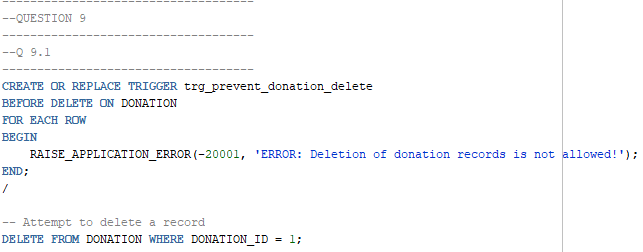 ------------------------------------
--QUESTION 9
------------------------------------
--Q 9.1
------------------------------------
CREATE OR REPLACE TRIGGER trg_prevent_donation_delete
BEFORE DELETE ON DONATION
FOR EACH ROW
BEGIN
    RAISE_APPLICATION_ERROR(-20001, 'ERROR: Deletion of donation records is not allowed!');
END;
/

-- Attempt to delete a record
DELETE FROM DONATION WHERE DONATION_ID = 1;